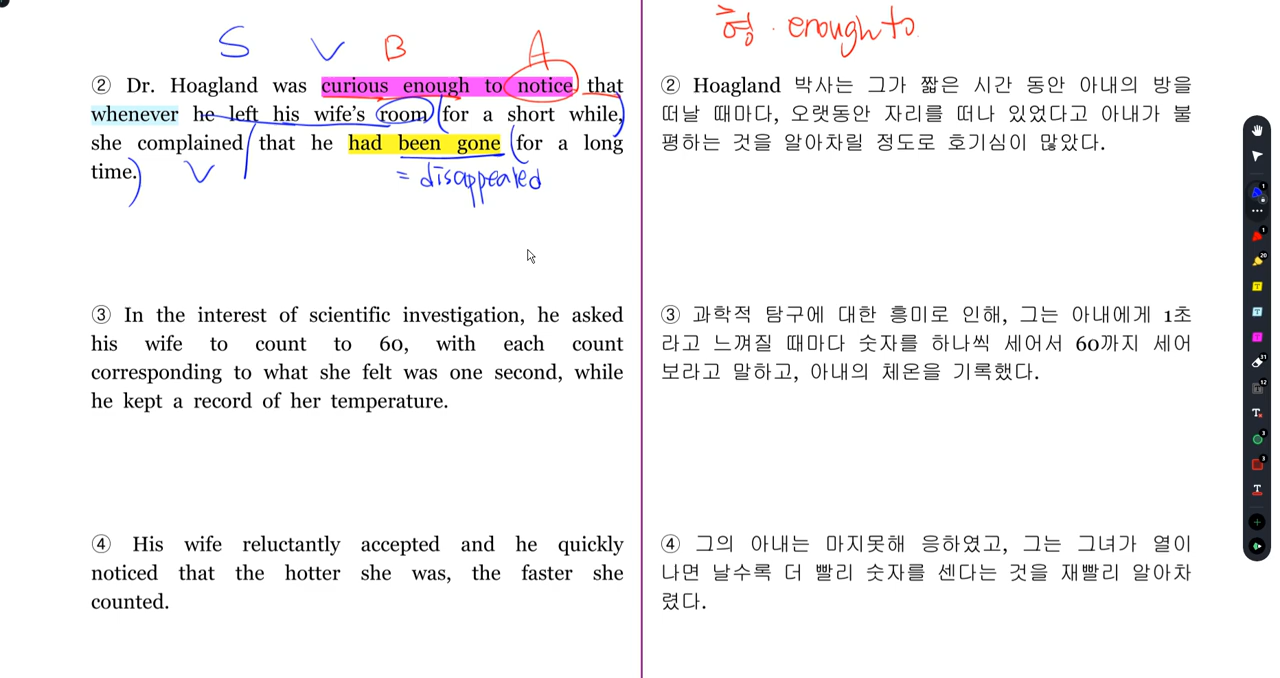 형. enough to
S V B A
② Dr. Hoagland was curious enough to notice that
whenever he left his wife's room for a short while,
she complained that he had been gone for a long
time.
V
= disappeared
② Hoagland 박사는 그가 짧은 시간 동안 아내의 방을
떠날 때마다, 오랫동안 자리를 떠나 있었다고 아내가 불
평하는 것을 알아차릴 정도로 호기심이 많았다.
③ In the interest of scientific investigation, he asked
his wife to count to 60, with each count
corresponding to what she felt was one second, while
he kept a record of her temperature.
③ 과학적 탐구에 대한 흥미로 인해, 그는 아내에게 1초
라고 느껴질 때마다 숫자를 하나씩 세어서 60까지 세어
보라고 말하고, 아내의 체온을 기록했다.
④ His wife reluctantly accepted and he quickly
noticed that the hotter she was, the faster she
counted.
④ 그의 아내는 마지못해 응하였고, 그는 그녀가 열이
나면 날수록 더 빨리 숫자를 센다는 것을 재빨리 알아차
렸다.